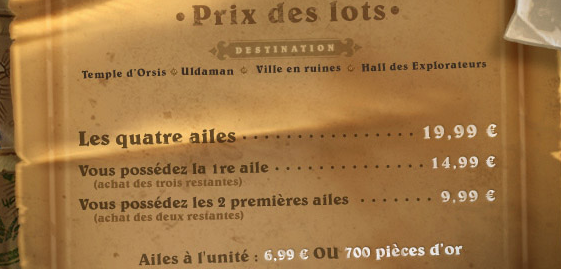 • Prix des lots •
DESTINATION
Temple d'Orsis Uldaman Ville en ruines Hall des Explorateurs
Les quatre ailes ................ 19,99 €
Vous possédez la 1re aile ............... 14,99 €
(achat des trois restantes)
Vous possédez les 2 premières ailes ........ 9,99 €
(achat des deux restantes)
Ailes à l'unité : 6,99 € OU 700 pièces d'or